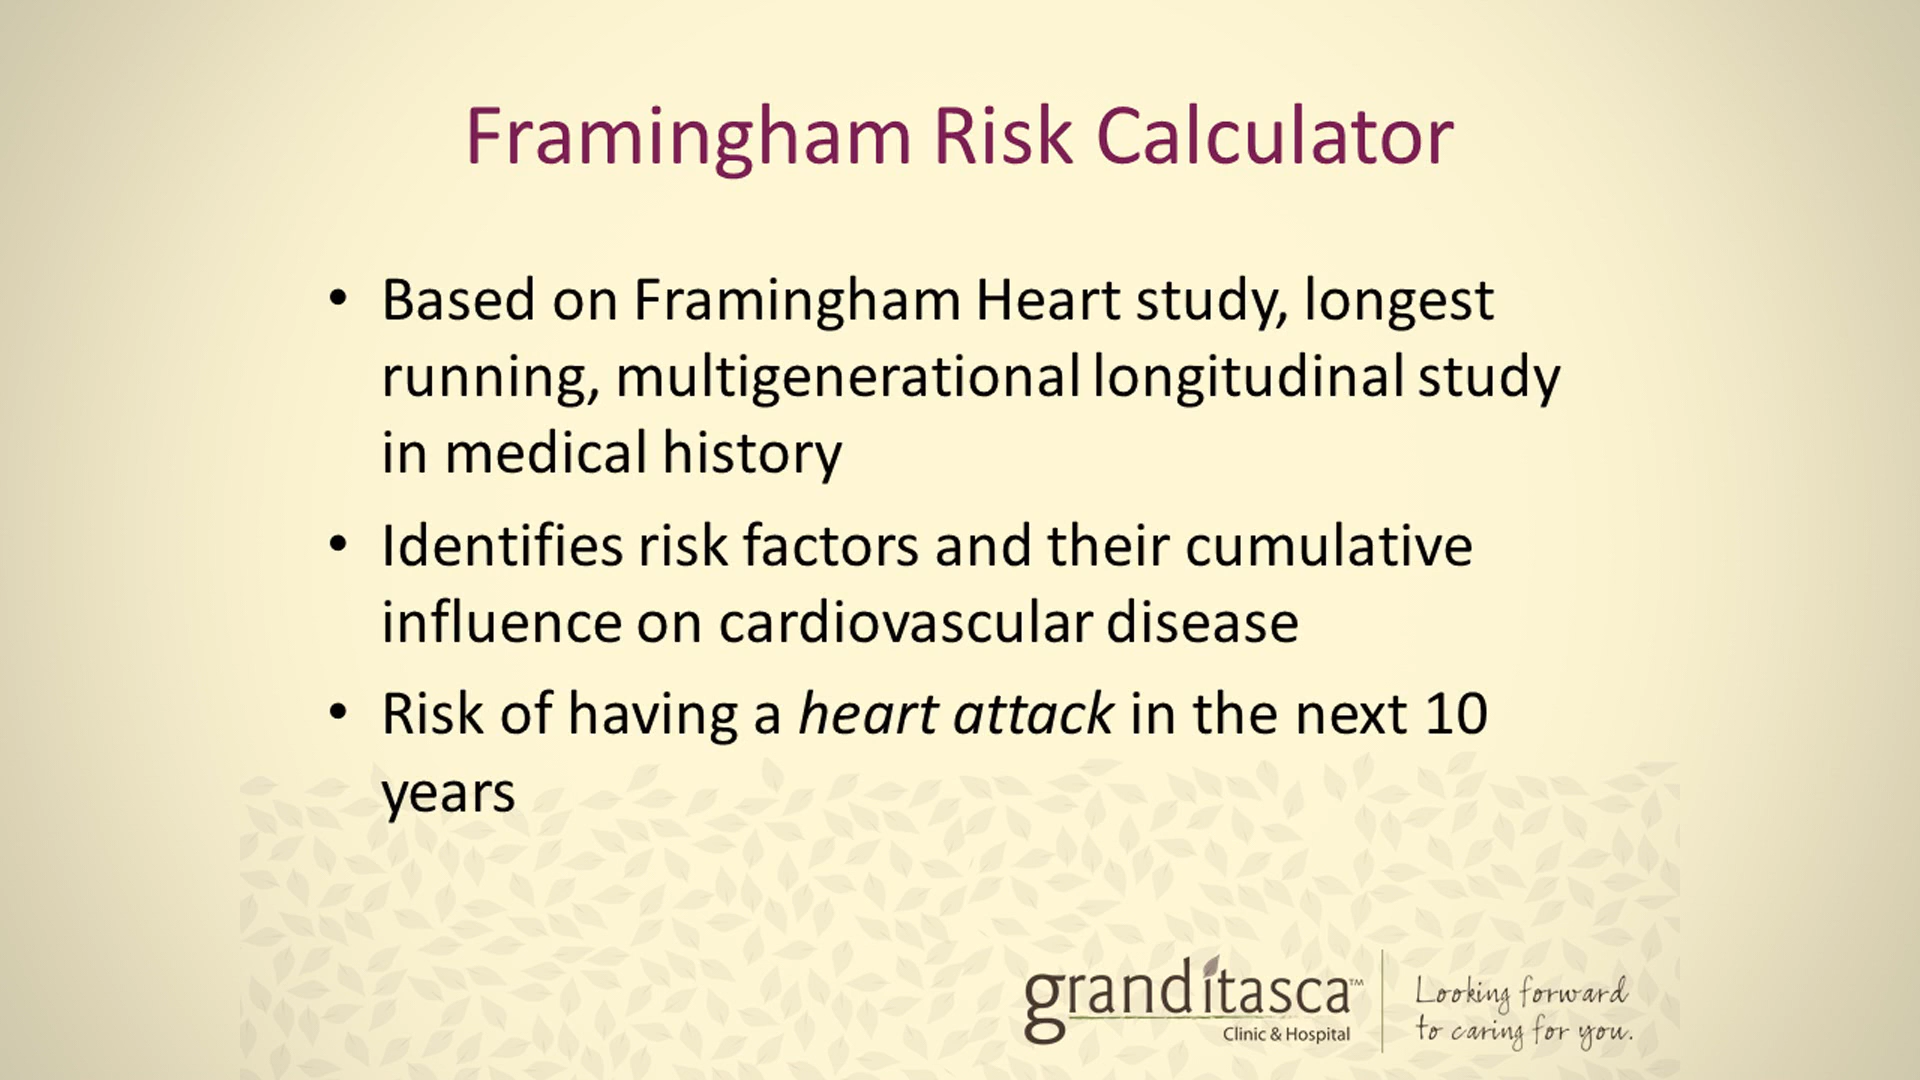 Framingham Risk Calculator
• Based on Framingham Heart study, longest
running, multigenerational longitudinal study
in medical history
• Identifies risk factors and their cumulative
influence on cardiovascular disease
• Risk of having a heart attack in the next 10
years
granditasca™
Clinic & Hospital
Looking forward
to caring for you.